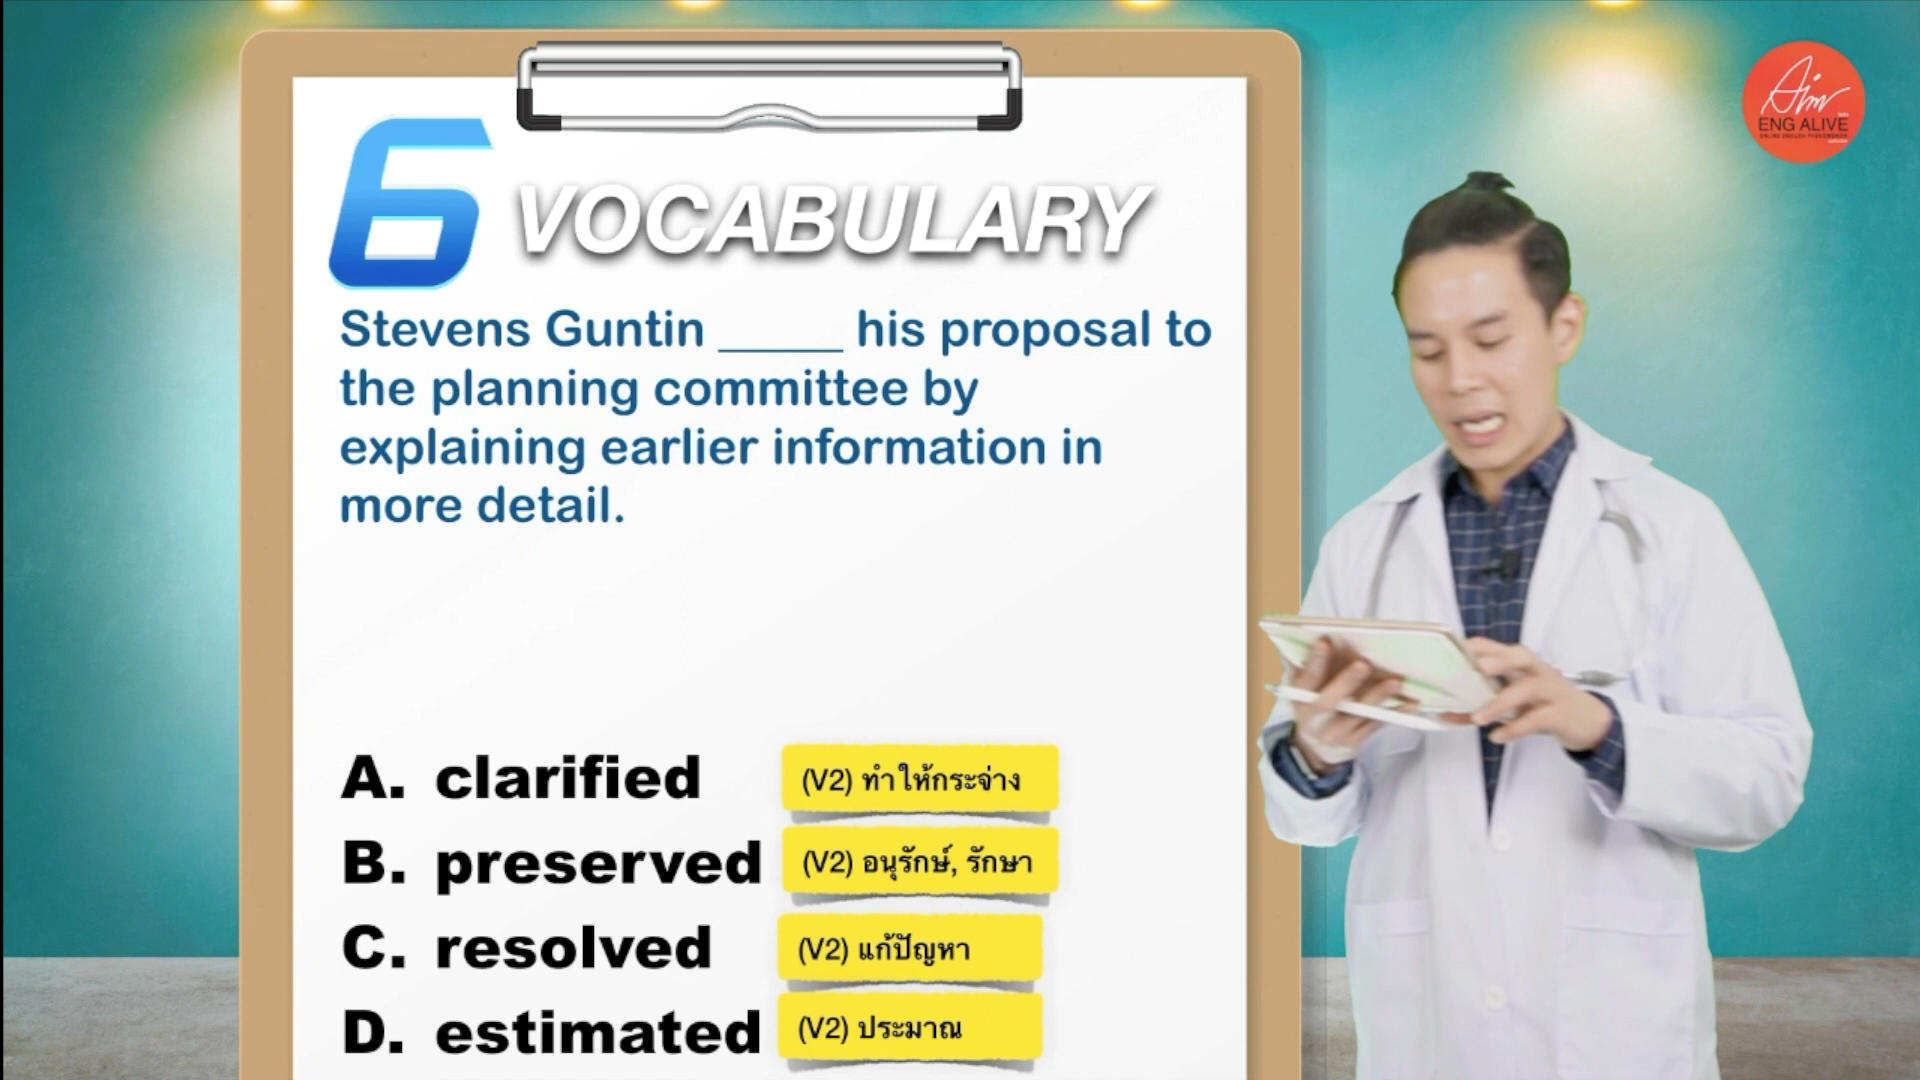 Aim
ENG ALIVE
6 VOCABULARY
Stevens Guntin _____ his proposal to
the planning committee by
explaining earlier information in
more detail.
A. clarified (V2) ทำให้กระจ่าง
B. preserved (V2) อนุรักษ์, รักษา
C. resolved (V2) แก้ปัญหา
D. estimated (V2) ประมาณ